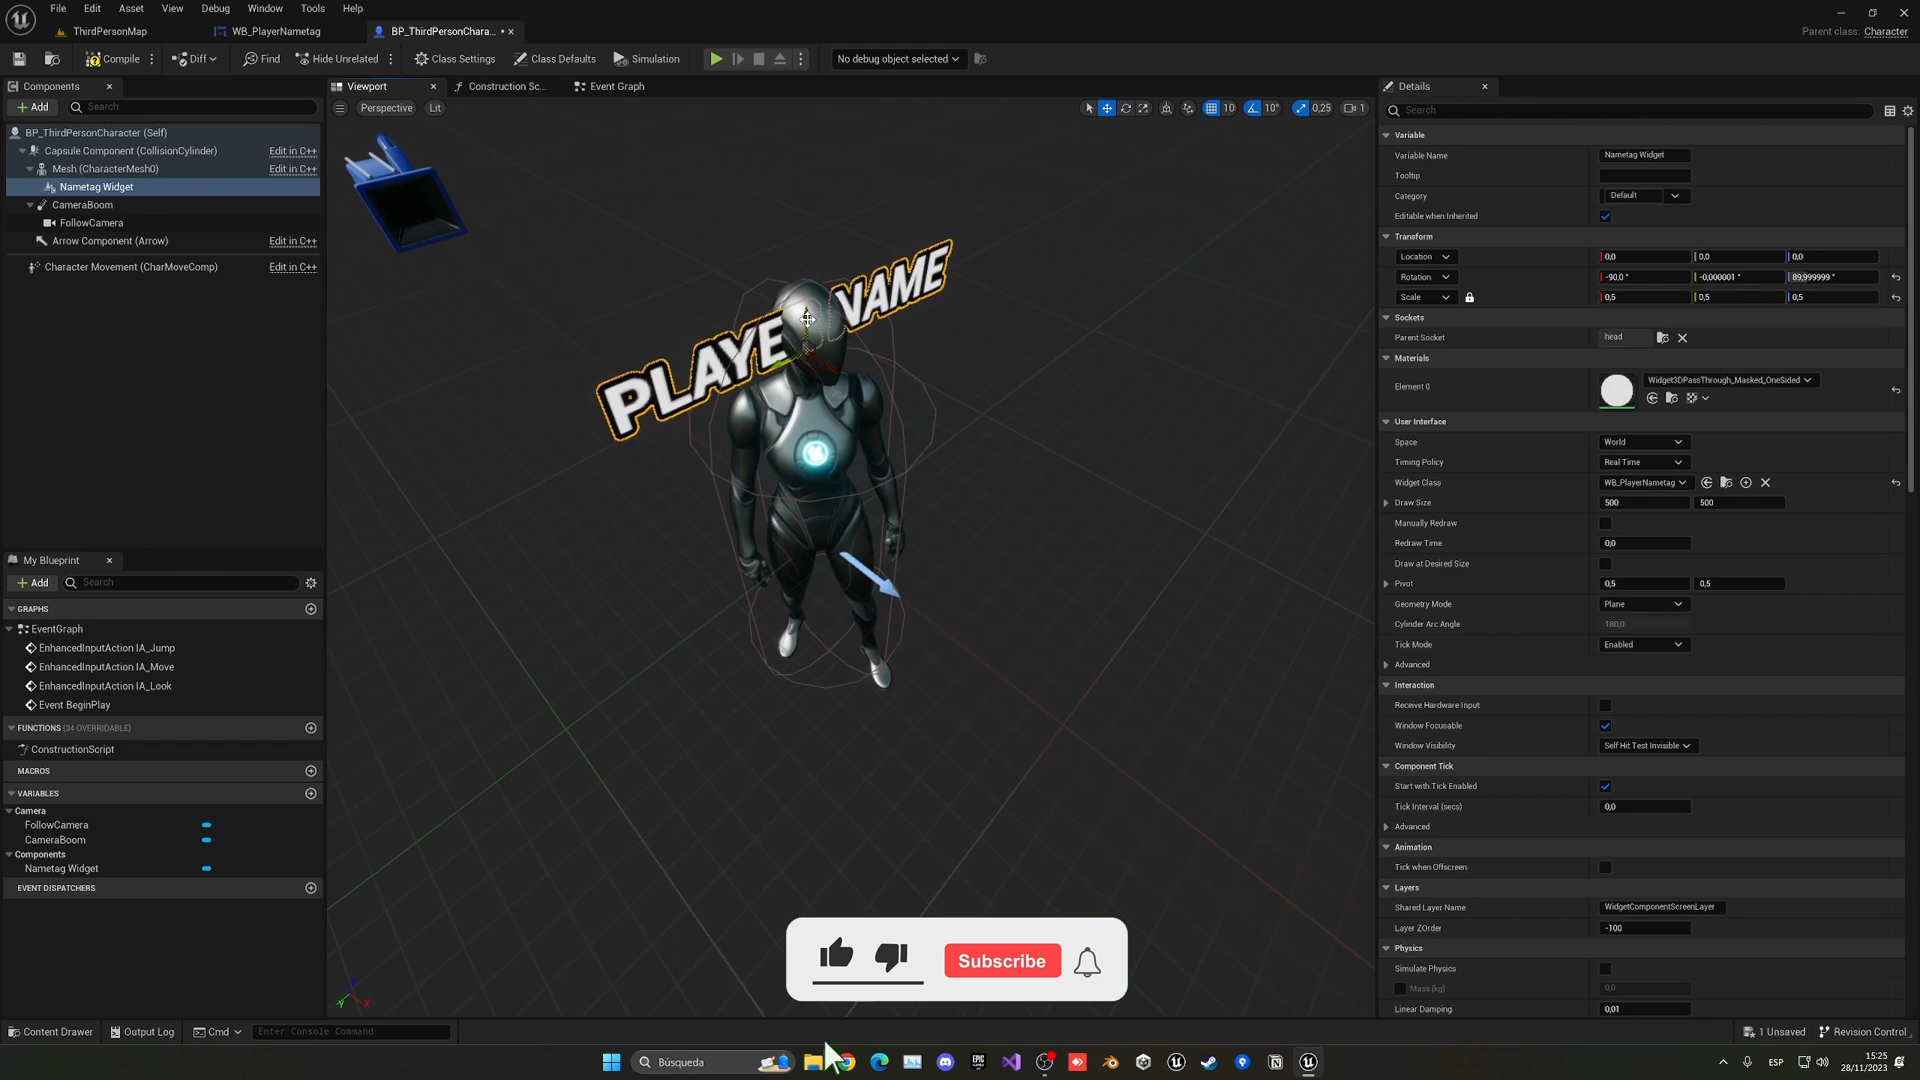 File Edit Asset View Debug Window Tools Help
ThirdPersonMap WB_PlayerNametag BP_ThirdPersonChara... •
Parent class: Character
Compile Diff Find Hide Unrelated Class Settings Class Defaults Simulation No debug object selected
Components
Viewport Construction Sc... Event Graph
Details
Add Search
Perspective Lit
10 10° 0,25 1
Search
BP_ThirdPersonCharacter (Self)
Capsule Component (CollisionCylinder) Edit in C++
Mesh (CharacterMesh0) Edit in C++
Nametag Widget
CameraBoom
FollowCamera
Arrow Component (Arrow) Edit in C++
Character Movement (CharMoveComp) Edit in C++
PLAYE NAME
Variable
Variable Name Nametag Widget
Tooltip
Category Default
Editable when Inherited
Transform
Location 0,0 0,0 0,0
Rotation -90,0 ° -0,000001 ° 89,999999 °
Scale 0,5 0,5 0,5
Sockets
Parent Socket head
Materials
Element 0 Widget3DPassThrough_Masked_OneSided
User Interface
Space World
Timing Policy Real Time
Widget Class WB_PlayerNametag
Draw Size 500 500
Manually Redraw
Redraw Time 0,0
Draw at Desired Size
Pivot 0,5 0,5
Geometry Mode Plane
Cylinder Arc Angle 180,0
Tick Mode Enabled
Advanced
Interaction
Receive Hardware Input
Window Focusable
Window Visibility Self Hit Test Invisible
Component Tick
Start with Tick Enabled
Tick Interval (secs) 0,0
Advanced
Animation
Tick when Offscreen
Layers
Shared Layer Name WidgetComponentScreenLayer
Layer ZOrder -100
Physics
Simulate Physics
Mass (kg) 0,0
Linear Damping 0,01
My Blueprint
Add Search
GRAPHS
EventGraph
EnhancedInputAction IA_Jump
EnhancedInputAction IA_Move
EnhancedInputAction IA_Look
Event BeginPlay
FUNCTIONS (34 OVERRIDABLE)
ConstructionScript
MACROS
VARIABLES
Camera
FollowCamera
CameraBoom
Components
Nametag Widget
EVENT DISPATCHERS
Subscribe
Content Drawer Output Log Cmd Enter Console Command
1 Unsaved Revision Control
Búsqueda
ESP
15:25
28/11/2023